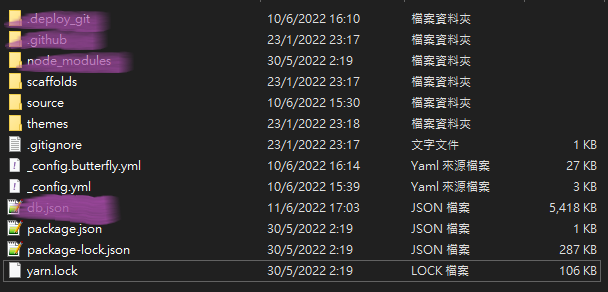 .deploy_git 10/6/2022 16:10 檔案資料夾
.github 23/1/2022 23:17 檔案資料夾
node_modules 30/5/2022 2:19 檔案資料夾
scaffolds 23/1/2022 23:17 檔案資料夾
source 10/6/2022 15:30 檔案資料夾
themes 23/1/2022 23:18 檔案資料夾
.gitignore 23/1/2022 23:17 文字文件 1 KB
_config.butterfly.yml 10/6/2022 16:14 Yaml 來源檔案 27 KB
_config.yml 10/6/2022 15:39 Yaml 來源檔案 3 KB
db.json 11/6/2022 17:03 JSON 檔案 5,418 KB
package.json 30/5/2022 2:19 JSON 檔案 1 KB
package-lock.json 30/5/2022 2:19 JSON 檔案 287 KB
yarn.lock 30/5/2022 2:19 LOCK 檔案 106 KB